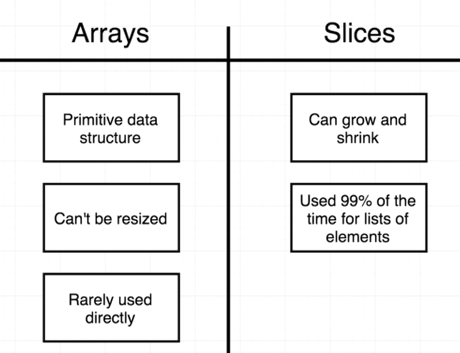 Arrays
Slices
Primitive data
structure
Can grow and
shrink
Can't be resized
Used 99% of the
time for lists of
elements
Rarely used
directly